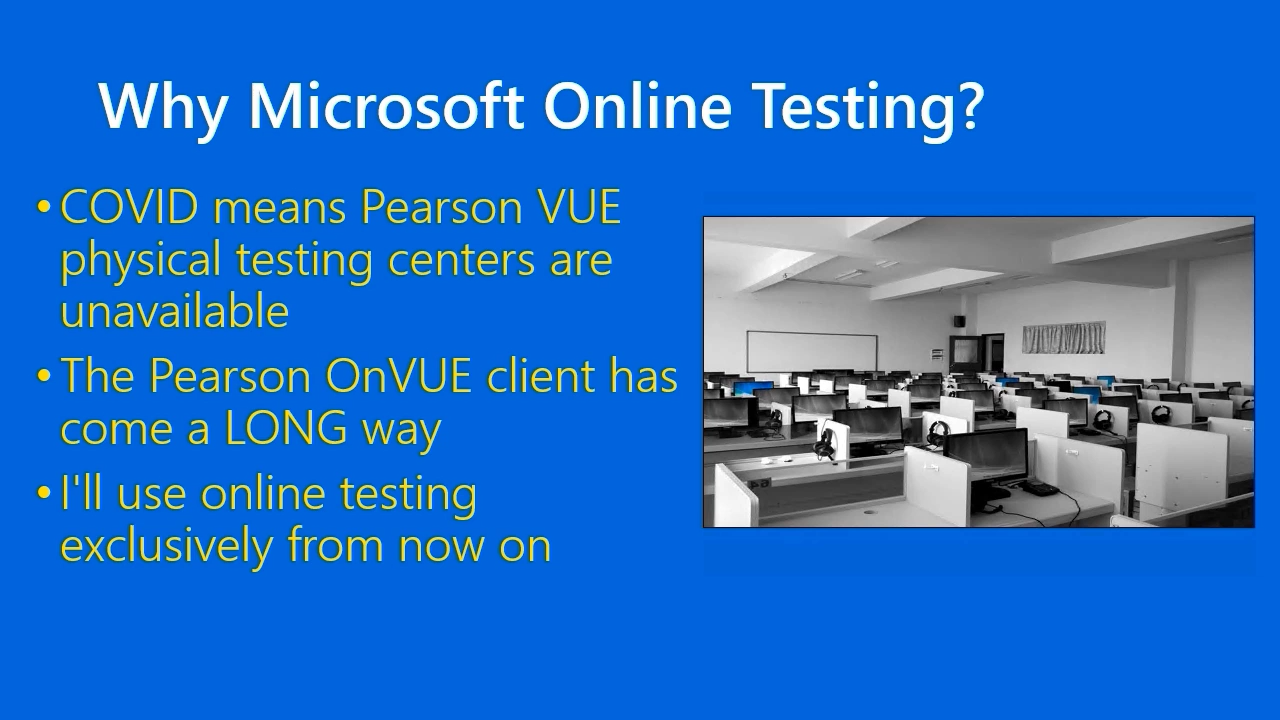 Why Microsoft Online Testing?
• COVID means Pearson VUE
physical testing centers are
unavailable
• The Pearson OnVUE client has
come a LONG way
• I'll use online testing
exclusively from now on